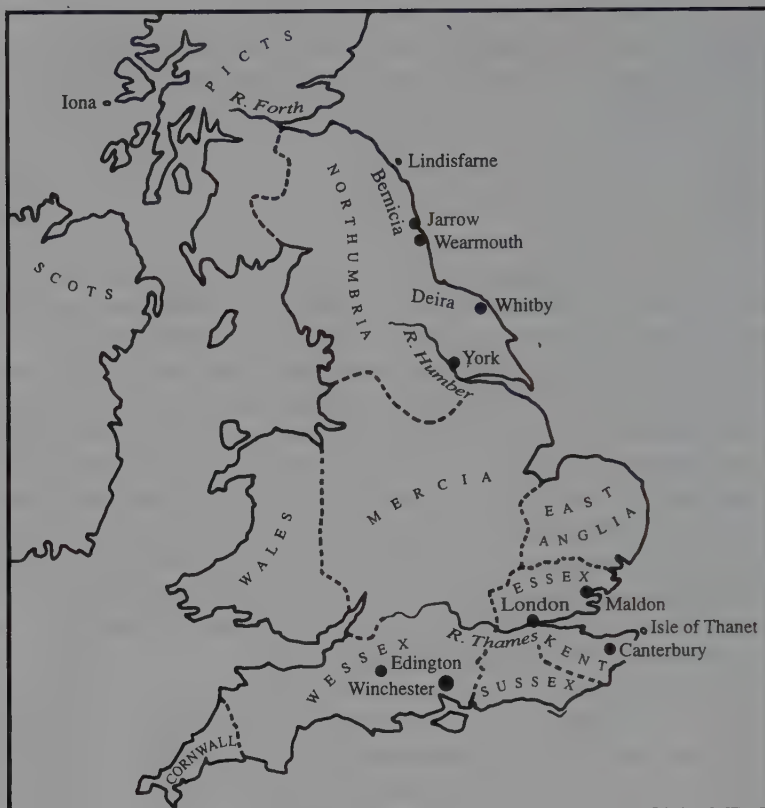 PICTS
Iona
R. Forth
Lindisfarne
Bernicia
NORTHUMBRIA
Jarrow
Wearmouth
SCOTS
Deira
Whitby
York
R. Humber
MERCIA
EAST
ANGLIA
WALES
ESSEX
Maldon
London
Isle of Thanet
R. Thames
KENT
Canterbury
WESSEX
Edington
Winchester
SUSSEX
CORNWALL